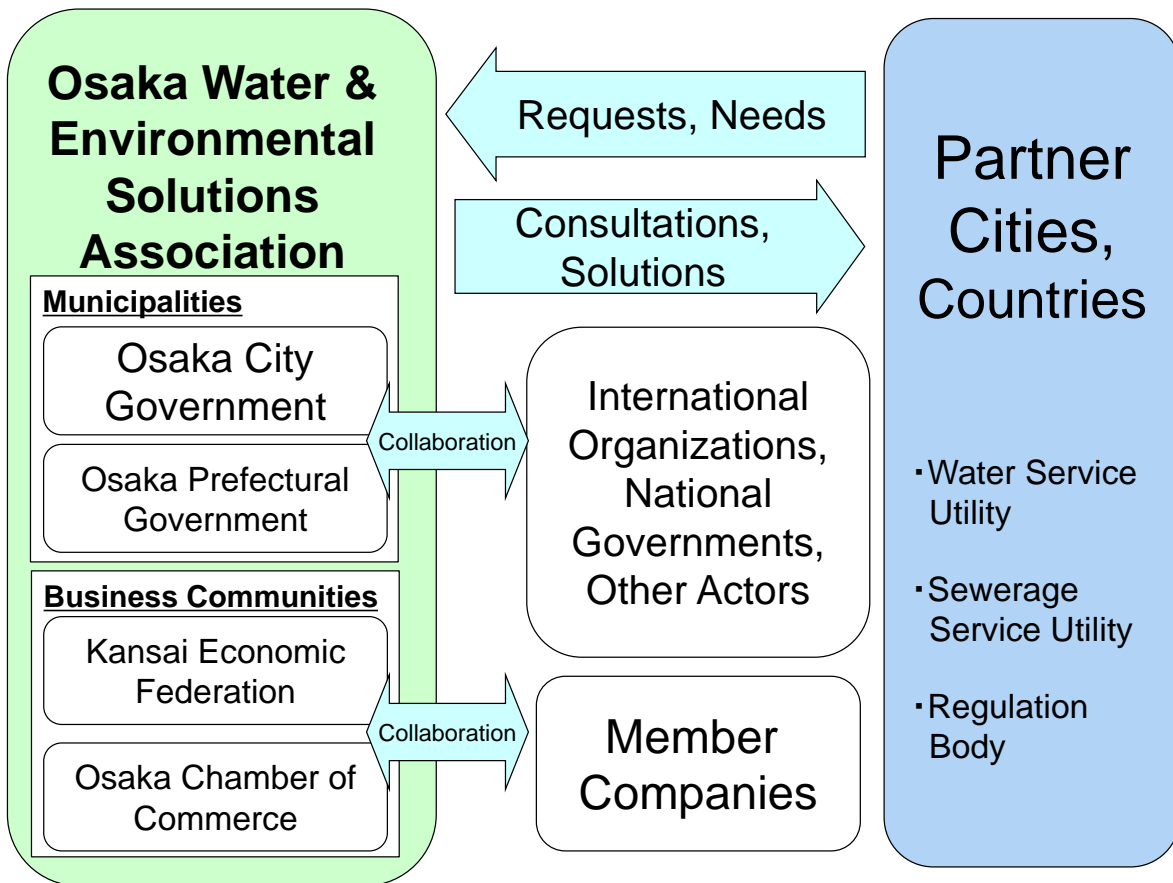 Osaka Water &
Environmental
Solutions
Association
Municipalities
Osaka City
Government
Osaka Prefectural
Government
Business Communities
Kansai Economic
Federation
Osaka Chamber of
Commerce
Requests, Needs
Consultations,
Solutions
Collaboration
International
Organizations,
National
Governments,
Other Actors
Collaboration
Member
Companies
Partner
Cities,
Countries
・Water Service
Utility
・Sewerage
Service Utility
・Regulation
Body